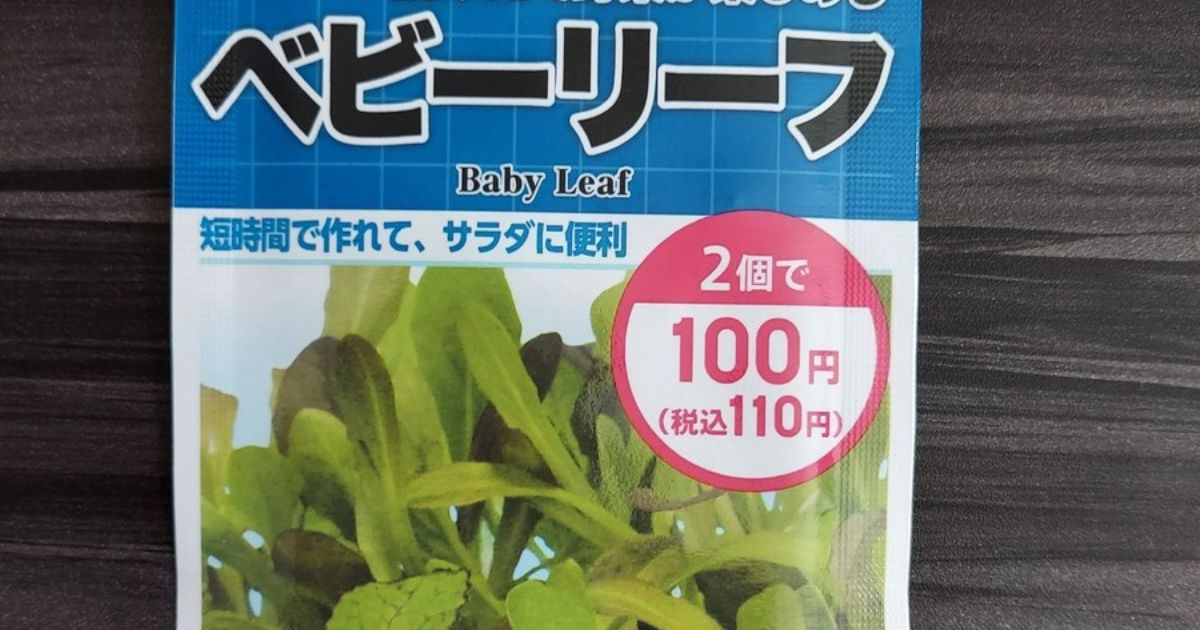 ベビーリーフ
Baby Leaf
短時間で作れて、サラダに便利
2個で
100円
(税込110円)